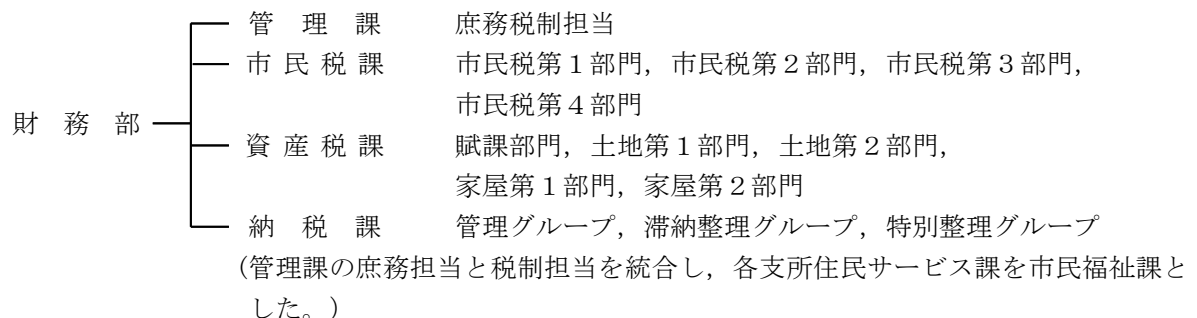 管　理　課　　庶務税制担当
市 民 税 課　　市民税第１部門，市民税第２部門，市民税第３部門，
市民税第４部門
財　務　部
資 産 税 課　　賦課部門，土地第１部門，土地第２部門，
家屋第１部門，家屋第２部門
納　税　課　　管理グループ，滞納整理グループ，特別整理グループ
(管理課の庶務担当と税制担当を統合し，各支所住民サービス課を市民福祉課と
した。)